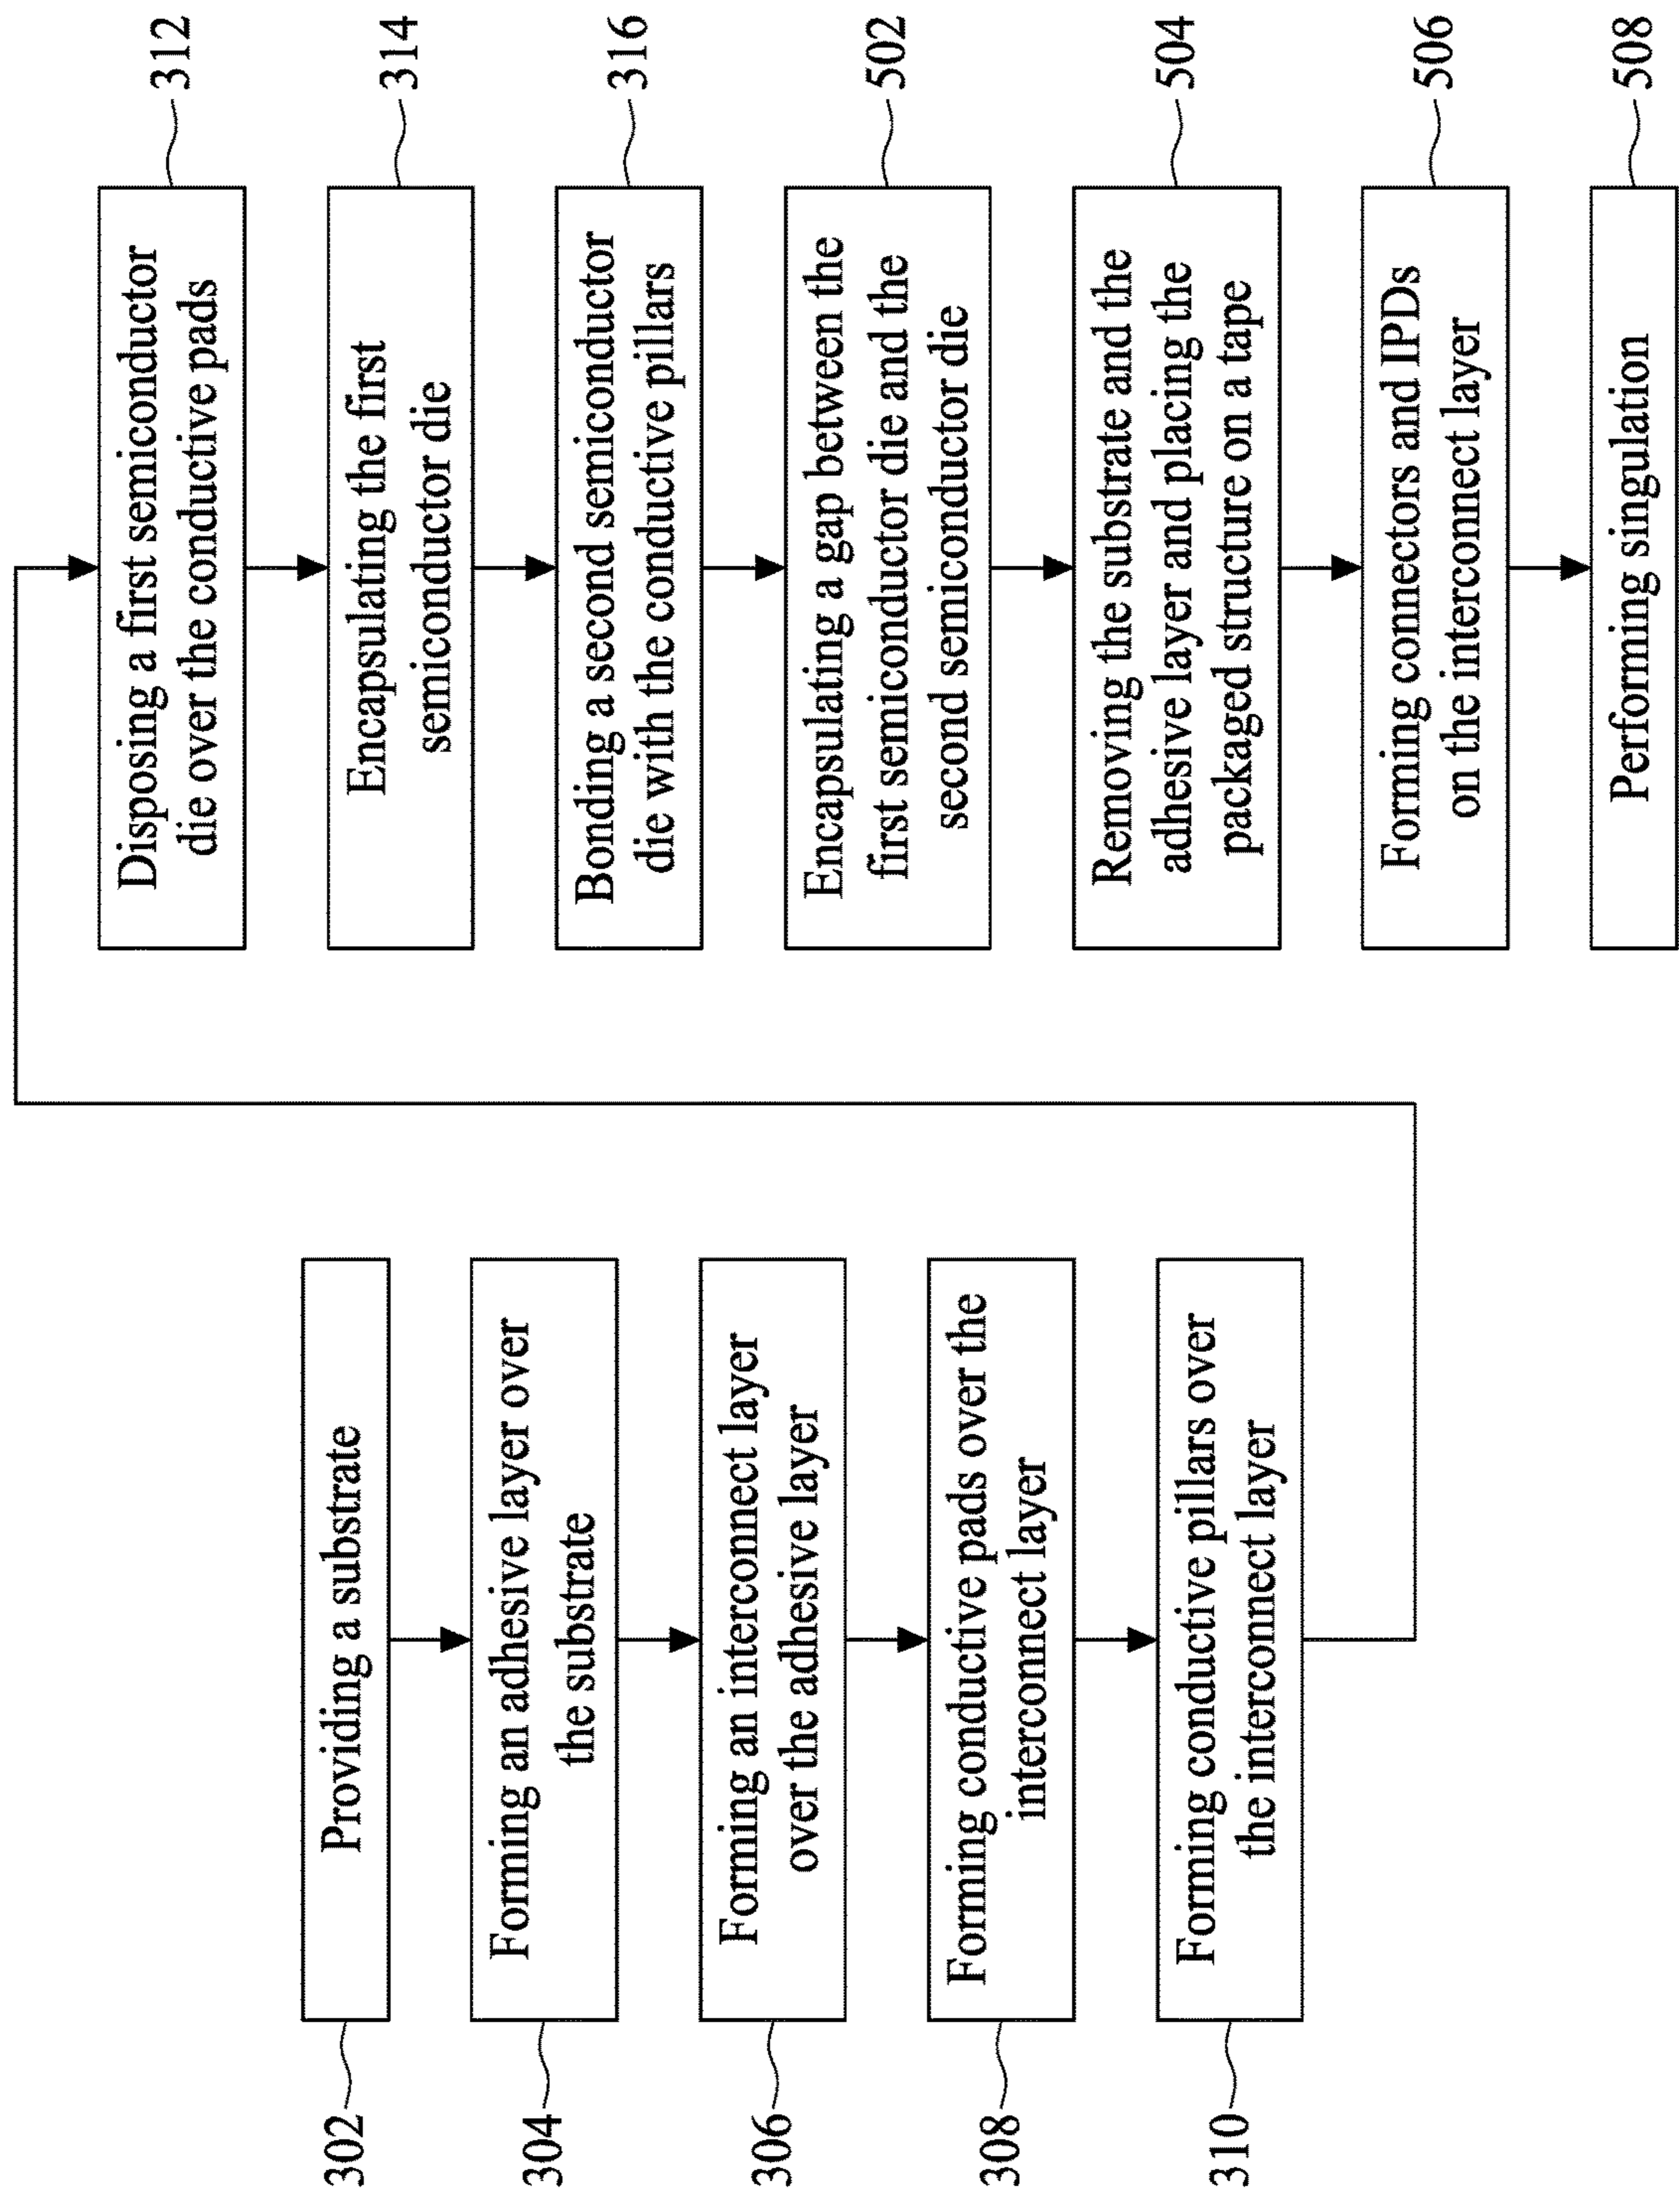 302
Providing a substrate
304
Forming an adhesive layer over
the substrate
306
Forming an interconnect layer
over the adhesive layer
308
Forming conductive pads over the
interconnect layer
310
Forming conductive pillars over
the interconnect layer
Disposing a first semiconductor
die over the conductive pads
312
Encapsulating the first
semiconductor die
314
Bonding a second semiconductor
die with the conductive pillars
316
Encapsulating a gap between the
first semiconductor die and the
second semiconductor die
502
Removing the substrate and the
adhesive layer and placing the
packaged structure on a tape
504
Forming connectors and IPDs
on the interconnect layer
506
Performing singulation
508